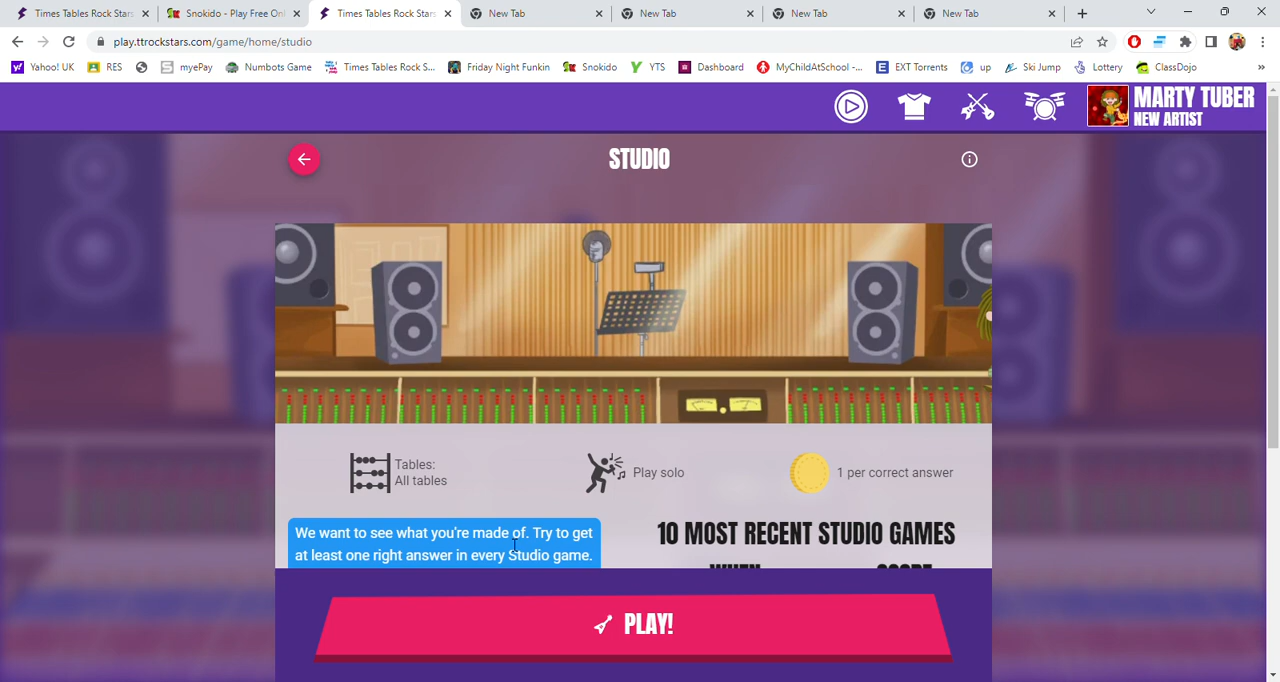 Times Tables Rock Stars
Snokido - Play Free Onl
Times Tables Rock Stars
New Tab
New Tab
New Tab
New Tab
play.ttrockstars.com/game/home/studio
Yahoo! UK
RES
myePay
Numbots Game
Times Tables Rock S...
Friday Night Funkin
Snokido
YTS
Dashboard
MyChildAtSchool -...
EXT Torrents
up
Ski Jump
Lottery
ClassDojo
»
MARTY TUBER
NEW ARTIST
STUDIO
Tables:
All tables
Play solo
1 per correct answer
We want to see what you're made of. Try to get
at least one right answer in every Studio game.
10 MOST RECENT STUDIO GAMES
WHEN SCORE
PLAY!